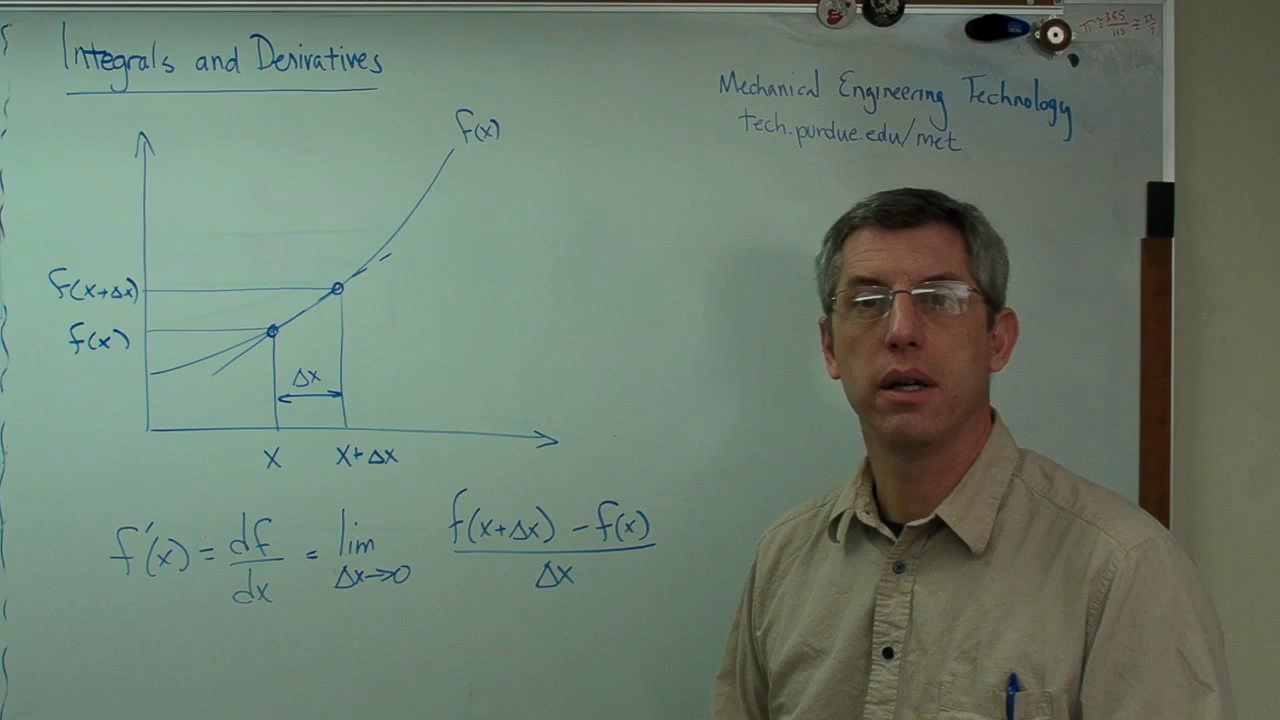 Integrals and Derivatives
Mechanical Engineering Technology
tech.purdue.edu/met
f(x)
f(x+Δx)
f(x)
Δx
x
x+Δx
f'(x) = df/dx = lim Δx→0 f(x+Δx) - f(x) / Δx